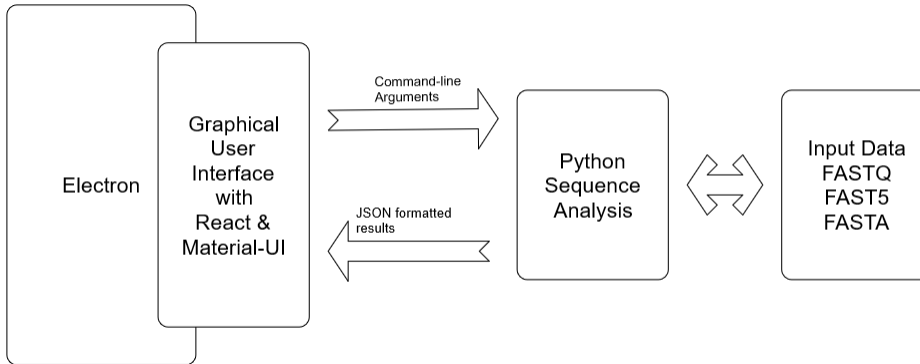 Electron
Graphical
User
Interface
with
React &
Material-UI
Command-line
Arguments
JSON formatted
results
Python
Sequence
Analysis
Input Data
FASTQ
FAST5
FASTA